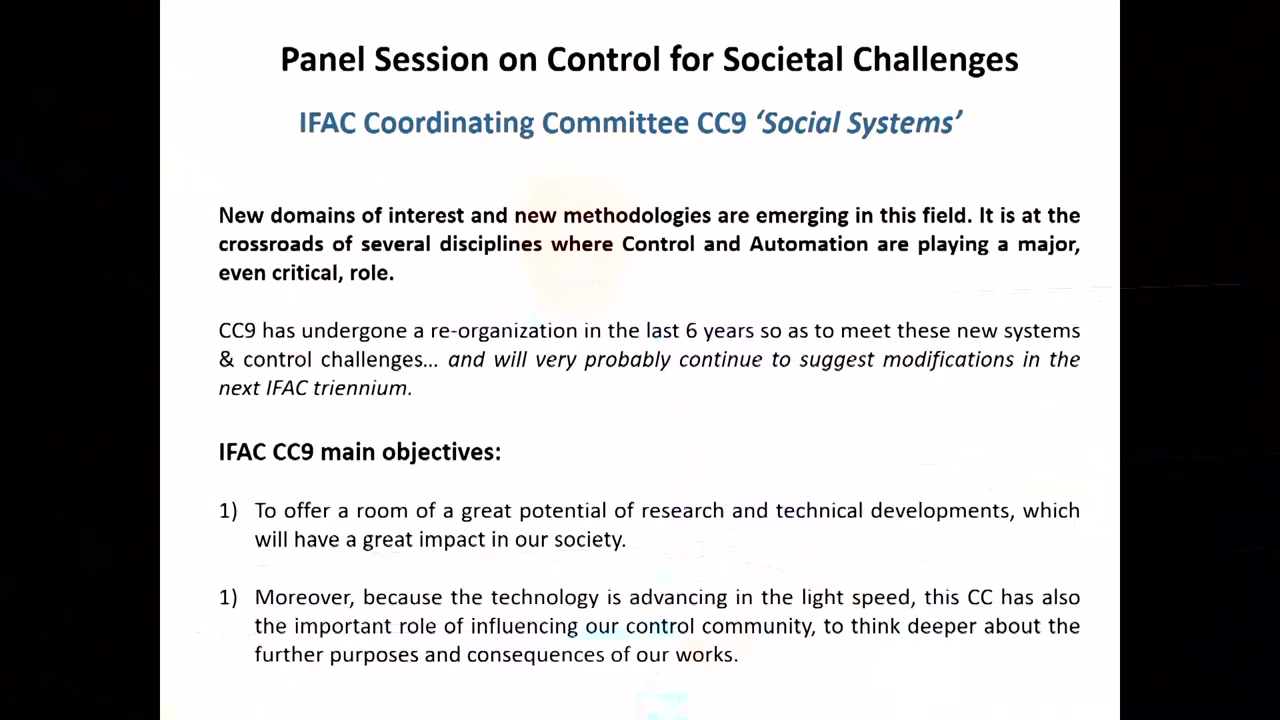 Panel Session on Control for Societal Challenges
IFAC Coordinating Committee CC9 ‘Social Systems’
New domains of interest and new methodologies are emerging in this field. It is at the
crossroads of several disciplines where Control and Automation are playing a major,
even critical, role.
CC9 has undergone a re-organization in the last 6 years so as to meet these new systems
& control challenges… and will very probably continue to suggest modifications in the
next IFAC triennium.
IFAC CC9 main objectives:
1) To offer a room of a great potential of research and technical developments, which
will have a great impact in our society.
1) Moreover, because the technology is advancing in the light speed, this CC has also
the important role of influencing our control community, to think deeper about the
further purposes and consequences of our works.